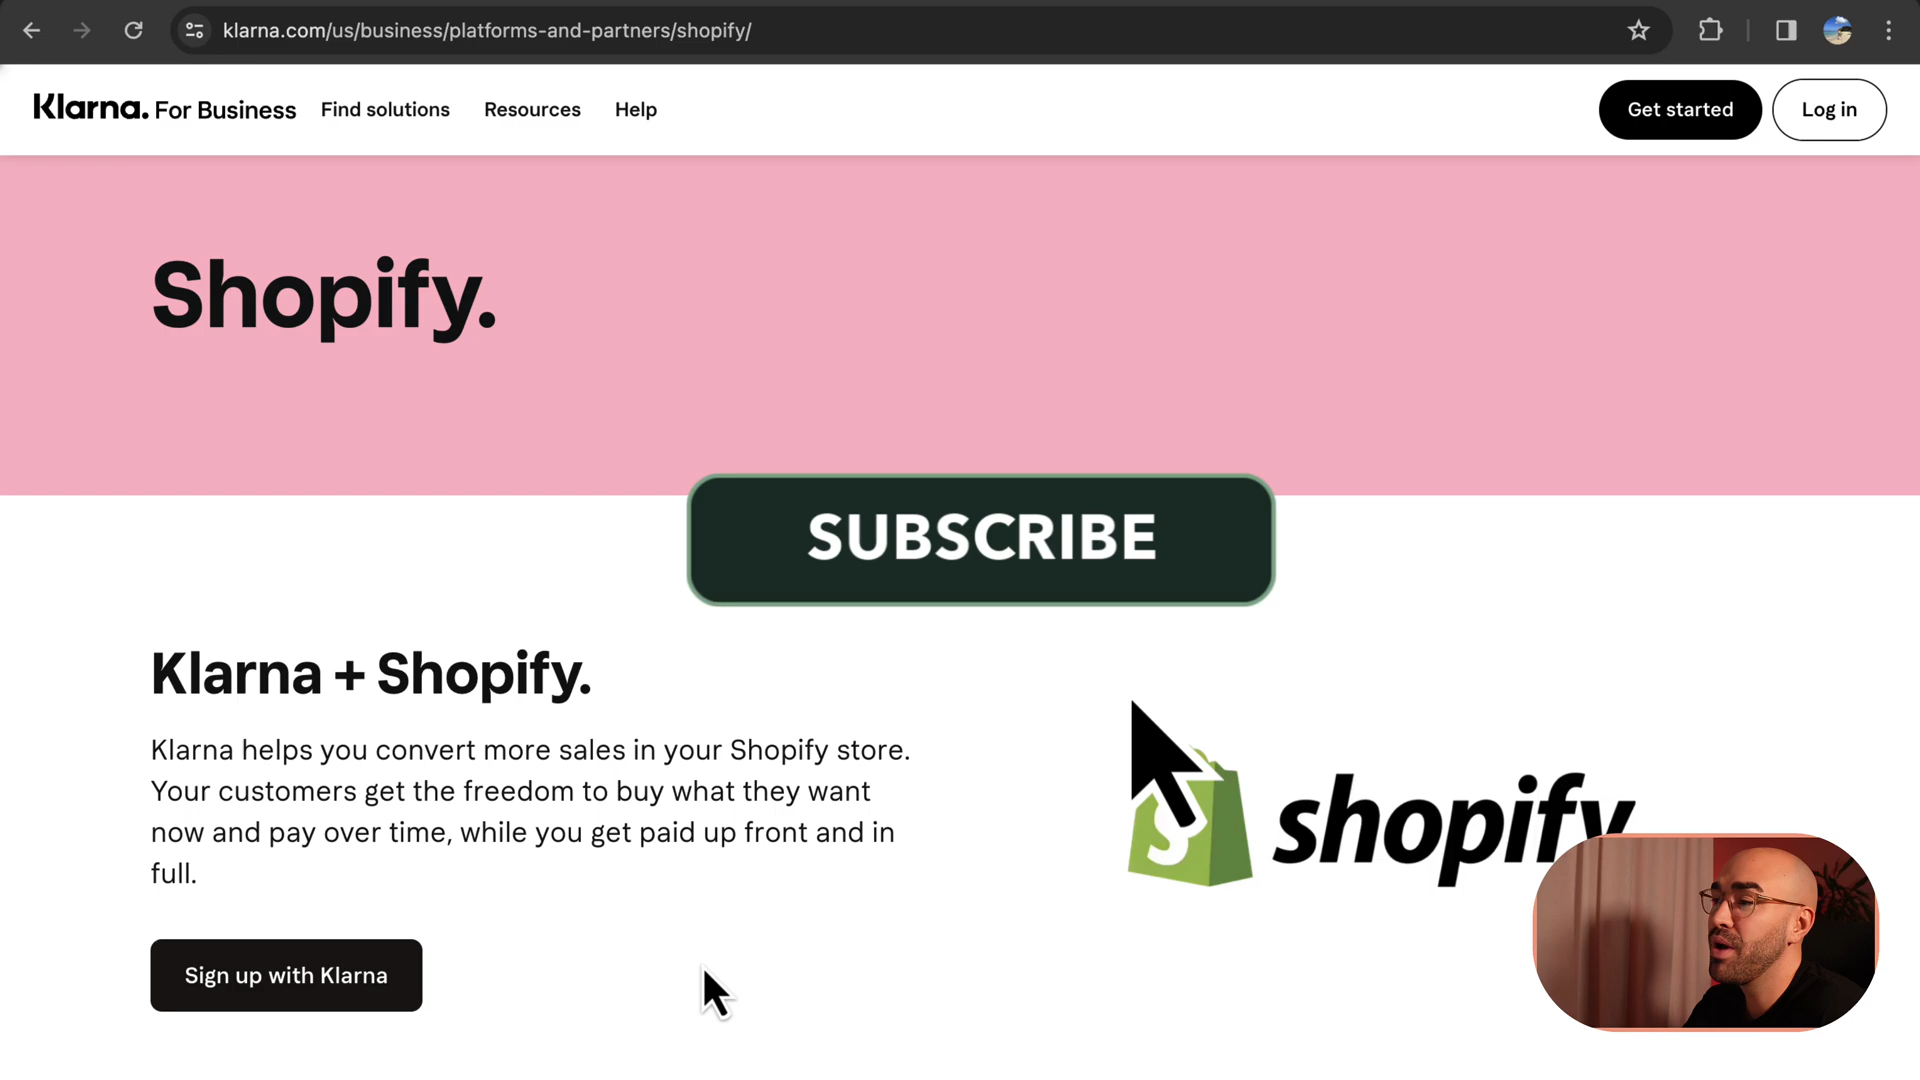 klarna.com/us/business/platforms-and-partners/shopify/
Klarna. For Business Find solutions Resources Help Get started Log in
Shopify.
SUBSCRIBE
Klarna + Shopify.
Klarna helps you convert more sales in your Shopify store.
Your customers get the freedom to buy what they want
now and pay over time, while you get paid up front and in
full.
shopify
Sign up with Klarna